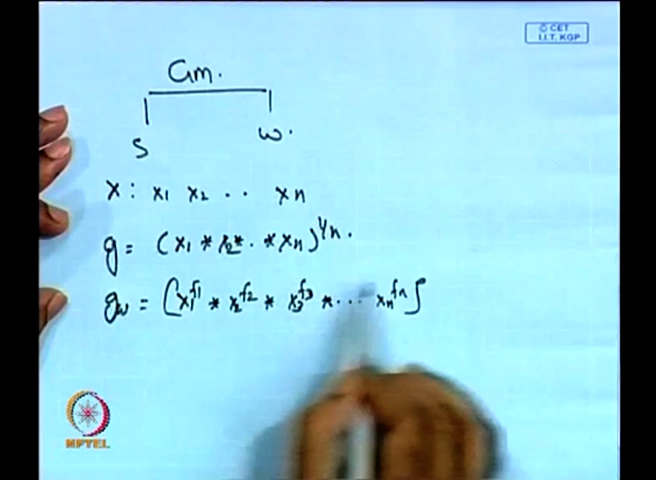 © CET
I.I.T. KGP
Gm.
S W.
x : x₁ x₂ .. xn
g = (x₁ * x₂ * . * xn)^1/n .
gw = [x₁^f₁ * x₂^f₂ * x₃^f₃ * ... xn^fn]
NPTEL